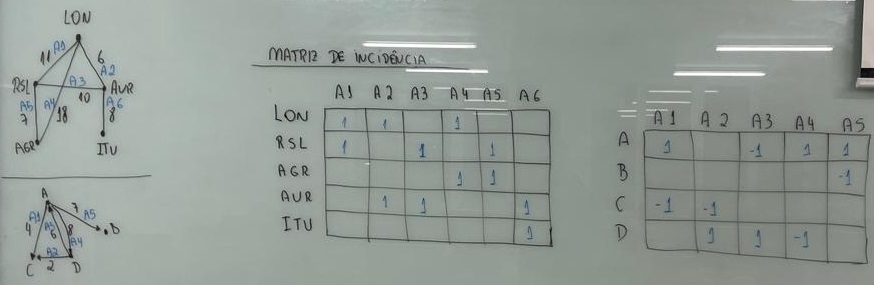 LON
11 A1 6
A2
RSL A3 AUR
A5 A4 10 A6
7 18 8
AGR ITU
A 7
A1 A5
4 A3 8 B
6 A4
A2
C 2 D
MATRIZ DE INCIDÊNCIA
A1 A2 A3 A4 A5 A6
LON 1 1 1
RSL 1 1 1
AGR 1 1
AUR 1 1 1
ITU 1
A1 A2 A3 A4 A5
A 1 -1 1 1
B -1
C -1 -1
D 1 1 -1